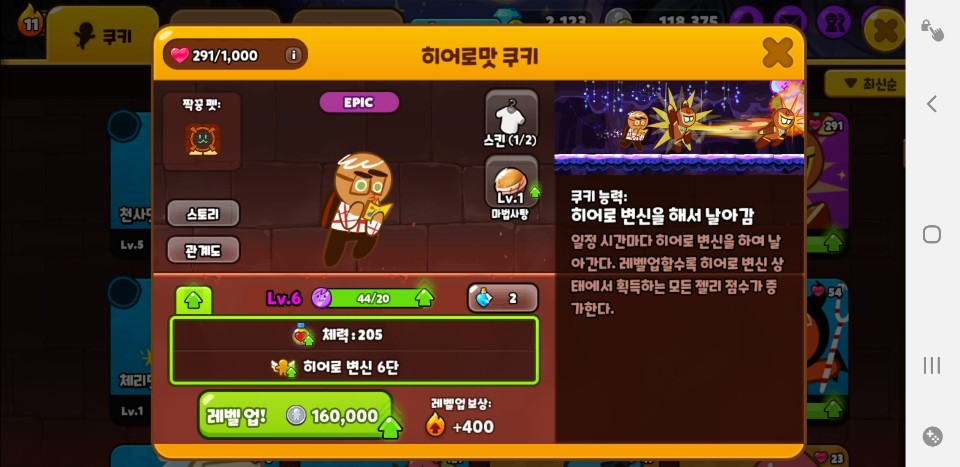 11
쿠키
2,123
118,375
최신순
291/1,000
i
히어로맛 쿠키
짝꿍 펫:
EPIC
스킨 (1/2)
Lv.1
마법사탕
스토리
관계도
쿠키 능력:
히어로 변신을 해서 날아감
일정 시간마다 히어로 변신을 하여 날
아간다. 레벨업할수록 히어로 변신 상
태에서 획득하는 모든 젤리 점수가 증
가한다.
Lv.6
44/20
2
체력 : 205
히어로 변신 6단
레벨 업!
160,000
레벨업 보상:
+400
천사맛
Lv.5
체리맛
Lv.1
291
54
23